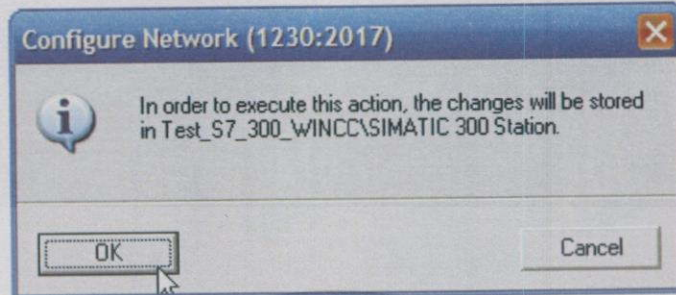 Configure Network (1230:2017)
In order to execute this action, the changes will be stored
in Test_S7_300_WINCC\SIMATIC 300 Station.
OK
Cancel